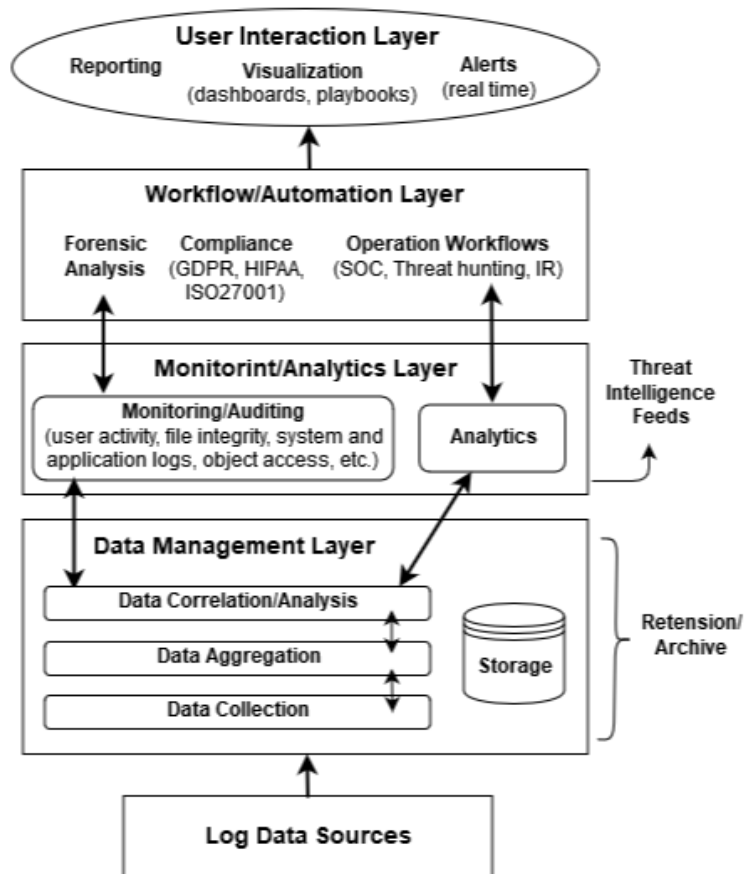 User Interaction Layer
Reporting
Visualization
(dashboards, playbooks)
Alerts
(real time)
Workflow/Automation Layer
Forensic
Analysis
Compliance
(GDPR, HIPAA,
ISO27001)
Operation Workflows
(SOC, Threat hunting, IR)
Monitorint/Analytics Layer
Monitoring/Auditing
(user activity, file integrity, system and
application logs, object access, etc.)
Analytics
Threat
Intelligence
Feeds
Data Management Layer
Data Correlation/Analysis
Data Aggregation
Data Collection
Storage
Retension/
Archive
Log Data Sources